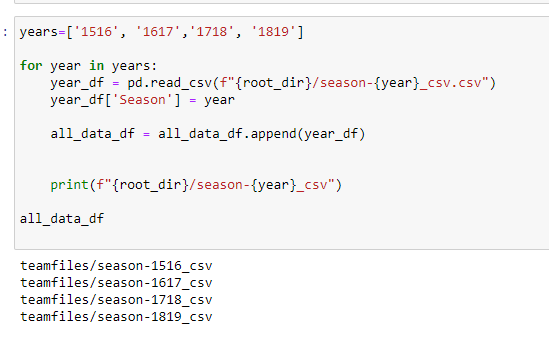 : years=['1516', '1617','1718', '1819']
for year in years:
    year_df = pd.read_csv(f"{root_dir}/season-{year}_csv.csv")
    year_df['Season'] = year
    all_data_df = all_data_df.append(year_df)
    print(f"{root_dir}/season-{year}_csv")
all_data_df
teamfiles/season-1516_csv
teamfiles/season-1617_csv
teamfiles/season-1718_csv
teamfiles/season-1819_csv